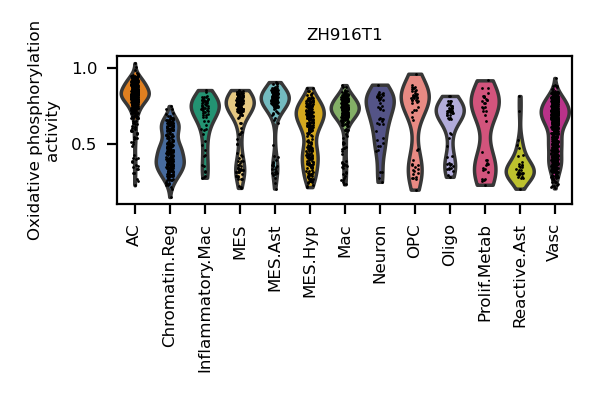 ZH916T1
Oxidative phosphorylation
activity
1.0
0.5
AC
Chromatin.Reg
Inflammatory.Mac
MES
MES.Ast
MES.Hyp
Mac
Neuron
OPC
Oligo
Prolif.Metab
Reactive.Ast
Vasc